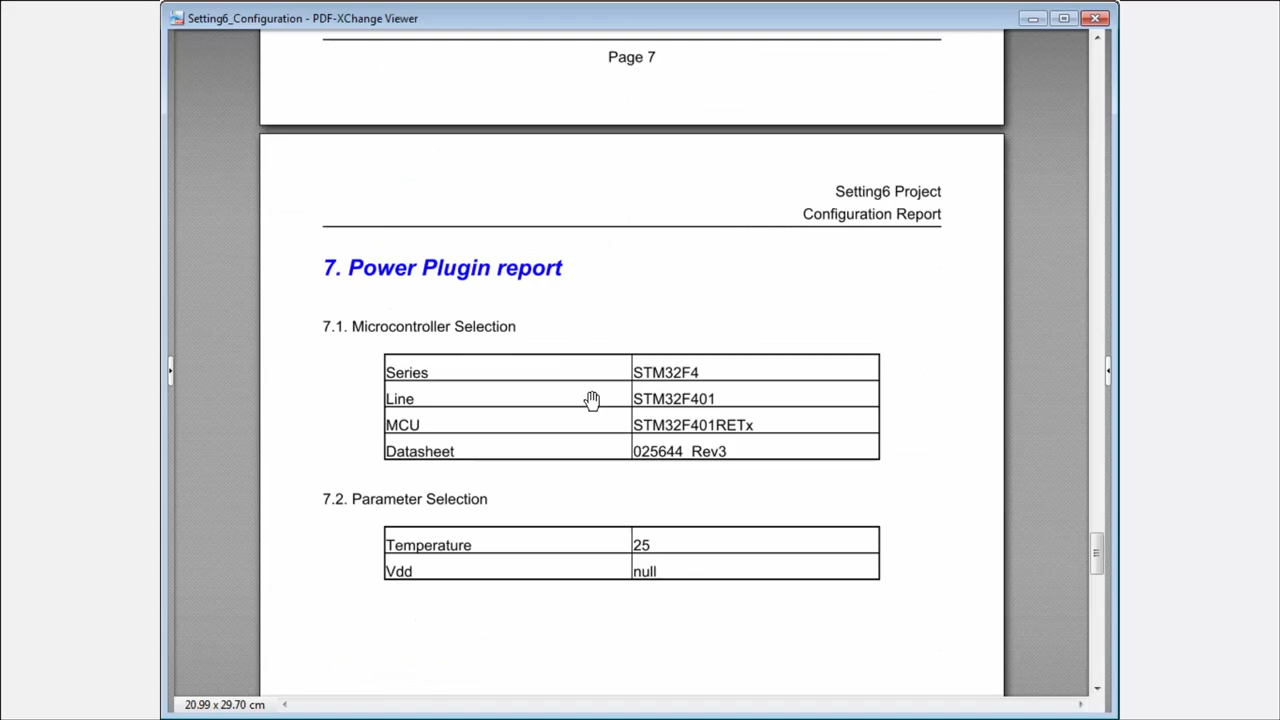 Setting6_Configuration - PDF-XChange Viewer
Page 7
Setting6 Project
Configuration Report
7. Power Plugin report
7.1. Microcontroller Selection
Series STM32F4
Line STM32F401
MCU STM32F401RETx
Datasheet 025644_Rev3
7.2. Parameter Selection
Temperature 25
Vdd null
20.99 x 29.70 cm